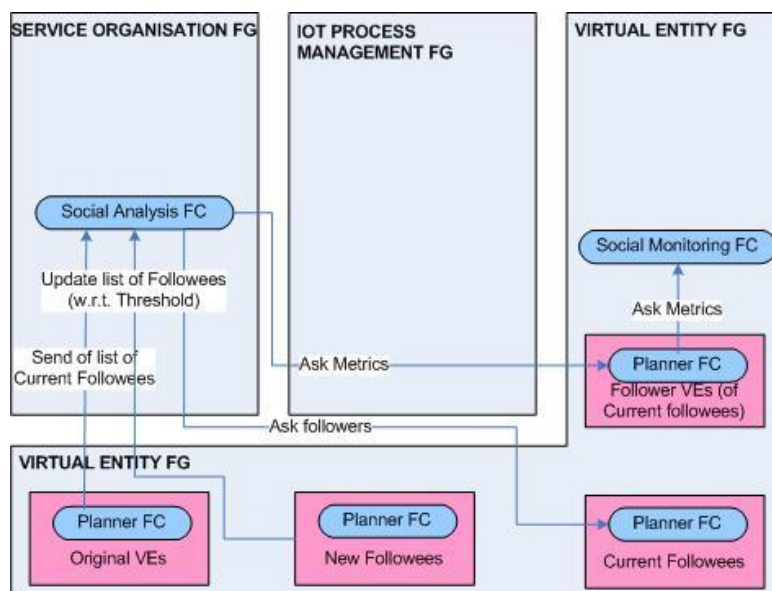 SERVICE ORGANISATION FG
IOT PROCESS
MANAGEMENT FG
VIRTUAL ENTITY FG
Social Analysis FC
Social Monitoring FC
Update list of Followees
(w.r.t. Threshold)
Ask Metrics
Send of list of
Current Followees
Ask Metrics
Planner FC
Follower VEs (of
Current followees)
Ask followers
VIRTUAL ENTITY FG
Planner FC
Original VEs
Planner FC
New Followees
Planner FC
Current Followees